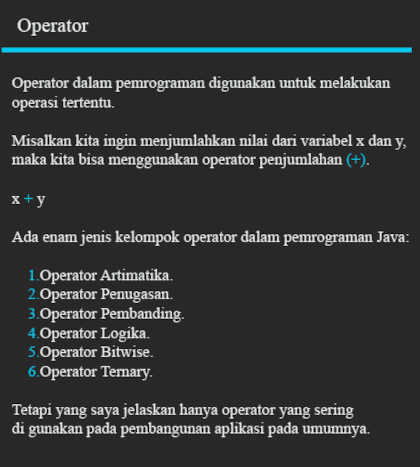 Operator
Operator dalam pemrograman digunakan untuk melakukan
operasi tertentu.
Misalkan kita ingin menjumlahkan nilai dari variabel x dan y,
maka kita bisa menggunakan operator penjumlahan (+).
x + y
Ada enam jenis kelompok operator dalam pemrograman Java:
1.Operator Artimatika.
2.Operator Penugasan.
3.Operator Pembanding.
4.Operator Logika.
5.Operator Bitwise.
6.Operator Ternary.
Tetapi yang saya jelaskan hanya operator yang sering
di gunakan pada pembangunan aplikasi pada umumnya.